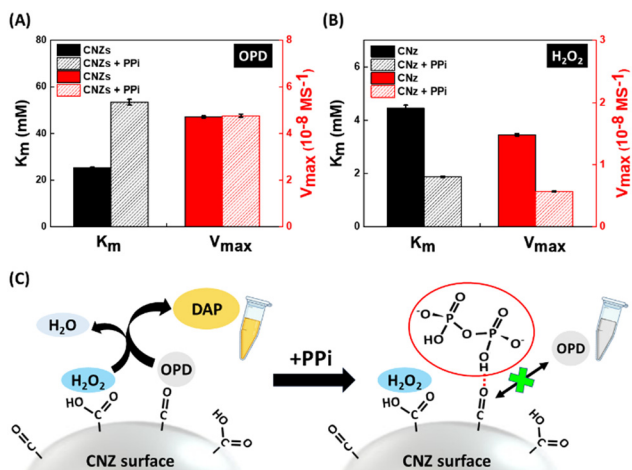 (A)
80
60
40
20
0
Km (mM)
CNZs
CNZs + PPi
CNZs
CNZs + PPi
OPD
8
6
4
2
0
Vmax (10-8 MS-1)
Km
Vmax
(B)
6
4
2
0
Km (mM)
CNz
CNz + PPi
CNz
CNz + PPi
H2O2
3
2
1
0
Vmax (10-8 MS-1)
Km
Vmax
(C)
H2O
DAP
H2O2
OPD
HO
O
C
O
C
O
C
HO
O
C
CNZ surface
+PPi
O
O
-O
P
P
O-
HO
O
O
H
OPD
H2O2
HO
O
C
O
C
O
C
HO
O
C
CNZ surface